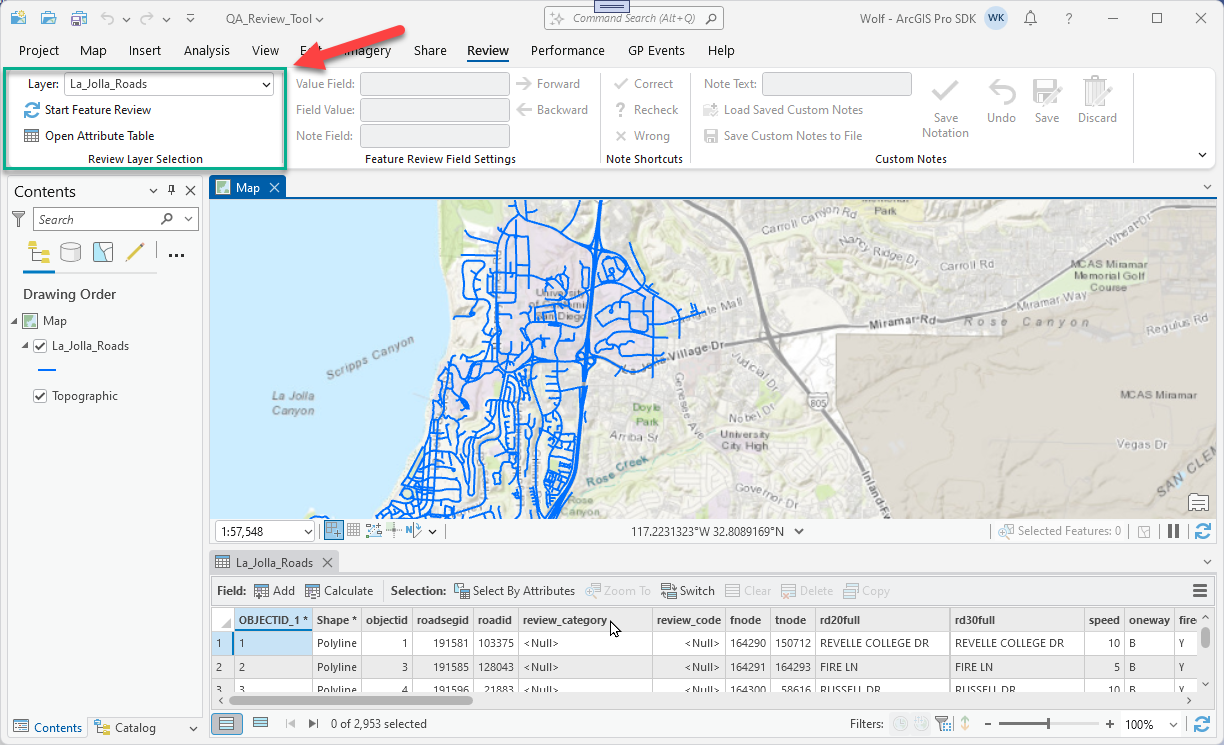 QA_Review_Tool
Command Search (Alt+Q)
Wolf - ArcGIS Pro SDK
WK
?
Project Map Insert Analysis View Imagery Share Review Performance GP Events Help
Layer: La_Jolla_Roads
Start Feature Review
Open Attribute Table
Review Layer Selection
Value Field:
Field Value:
Note Field:
Forward
Backward
Feature Review Field Settings
Correct
? Recheck
Wrong
Note Shortcuts
Note Text:
Load Saved Custom Notes
Save Custom Notes to File
Save Notation
Undo
Save
Discard
Custom Notes
Contents
Search
Drawing Order
Map
La_Jolla_Roads
Topographic
Contents
Catalog
Map
Carroll Canyon Rd
Park
Nancy Ridge Dr
Carroll Rd
Wheat Dr
MCAS Miramar
Memorial Golf
Course
Miramar Way
Miramar Rd
Rose Canyon
Regulus Rd
Eastgate Mall
University
of California
San Diego
La Jolla Village Dr
Scripps Canyon
La Jolla
Canyon
Judicial Dr
Genesee Ave
805
Nobel Dr
Doyle
Park
Arriba St
University
City High
MCAS Miramar
Vegas Dr
Rose Creek
Rose
Canyon
Governor Dr
SAN CLEM
1:57,548
117.2231323°W 32.8089169°N
Selected Features: 0
La_Jolla_Roads
Field: Add Calculate Selection: Select By Attributes Zoom To Switch Clear Delete Copy
OBJECTID_1 * Shape * objectid roadsegid roadid review_category review_code fnode tnode rd20full rd30full speed oneway fire
1 1 Polyline 1 191581 103375 <Null> <Null> 164290 150712 REVELLE COLLEGE DR REVELLE COLLEGE DR 10 B Y
2 2 Polyline 3 191585 128043 <Null> <Null> 164291 164293 FIRE LN FIRE LN 5 B Y
3 3 Polyline 4 191596 21883 <Null> <Null> 164300 58616 RUSSELL DR RUSSELL DR 10 B Y
0 of 2,953 selected
Filters:
100%